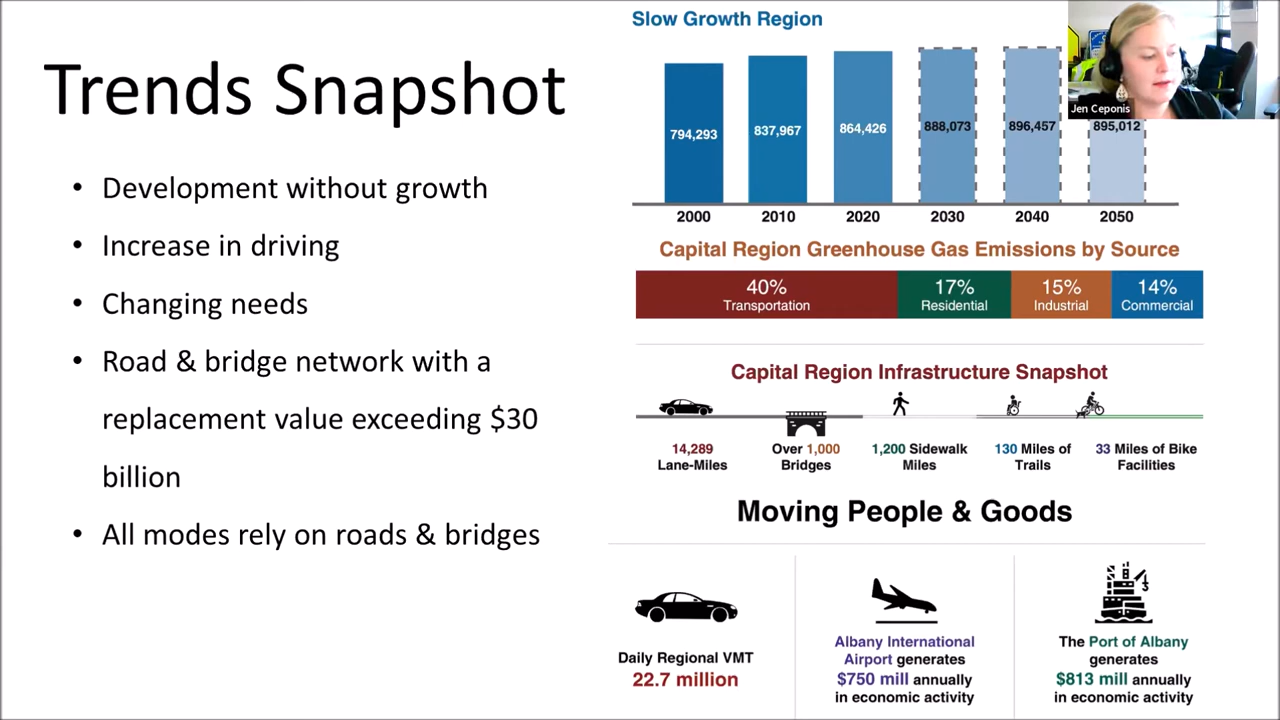 Trends Snapshot
• Development without growth
• Increase in driving
• Changing needs
• Road & bridge network with a
replacement value exceeding $30
billion
• All modes rely on roads & bridges
Slow Growth Region
794,293
837,967
864,426
888,073
896,457
895,012
2000
2010
2020
2030
2040
2050
Capital Region Greenhouse Gas Emissions by Source
40%
Transportation
17%
Residential
15%
Industrial
14%
Commercial
Capital Region Infrastructure Snapshot
14,289
Lane-Miles
Over 1,000
Bridges
1,200 Sidewalk
Miles
130 Miles of
Trails
33 Miles of Bike
Facilities
Moving People & Goods
Daily Regional VMT
22.7 million
Albany International
Airport generates
$750 mill annually
in economic activity
The Port of Albany
generates
$813 mill annually
in economic activity
Jen Ceponis